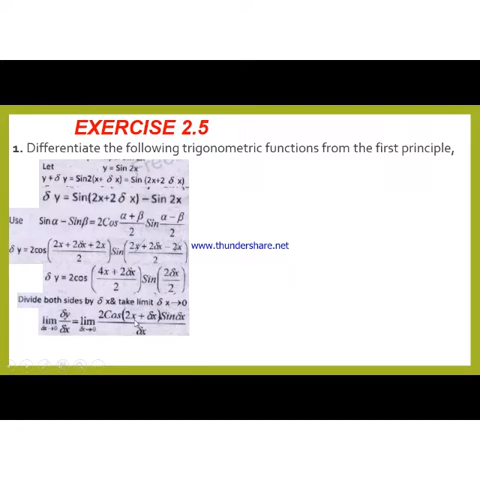 EXERCISE 2.5
1. Differentiate the following trigonometric functions from the first principle,
Let y = Sin 2x
y + δ y = Sin2(x+ δ x) = Sin (2x+2 δ x)
δ y = Sin(2x+2 δ x) − Sin 2x
Use Sinα − Sinβ = 2Cos (α + β)/2 Sin (α − β)/2
δ y = 2cos((2x + 2δx + 2x)/2)Sin((2x + 2δx − 2x)/2)
www.thundershare.net
δ y = 2cos((4x + 2δx)/2)Sin(2δx/2)
Divide both sides by δ x& take limit δ x→0
lim δx→0 δy/δx = lim δx→0 2Cos(2x + δx)Sinδx/δx